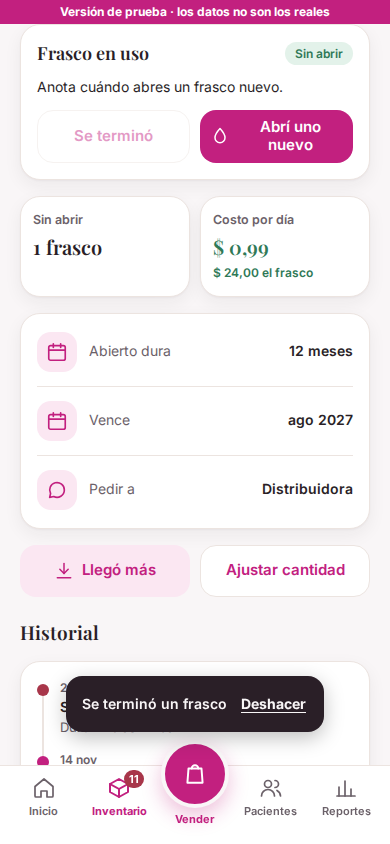 Versión de prueba · los datos no son los reales
Frasco en uso
Sin abrir
Anota cuándo abres un frasco nuevo.
Se terminó
Abrí uno
nuevo
Sin abrir
1 frasco
Costo por día
$ 0,99
$ 24,00 el frasco
Abierto dura
12 meses
Vence
ago 2027
Pedir a
Distribuidora
Llegó más
Ajustar cantidad
Historial
Se terminó un frasco
Deshacer
14 nov
11
Inicio
Inventario
Vender
Pacientes
Reportes